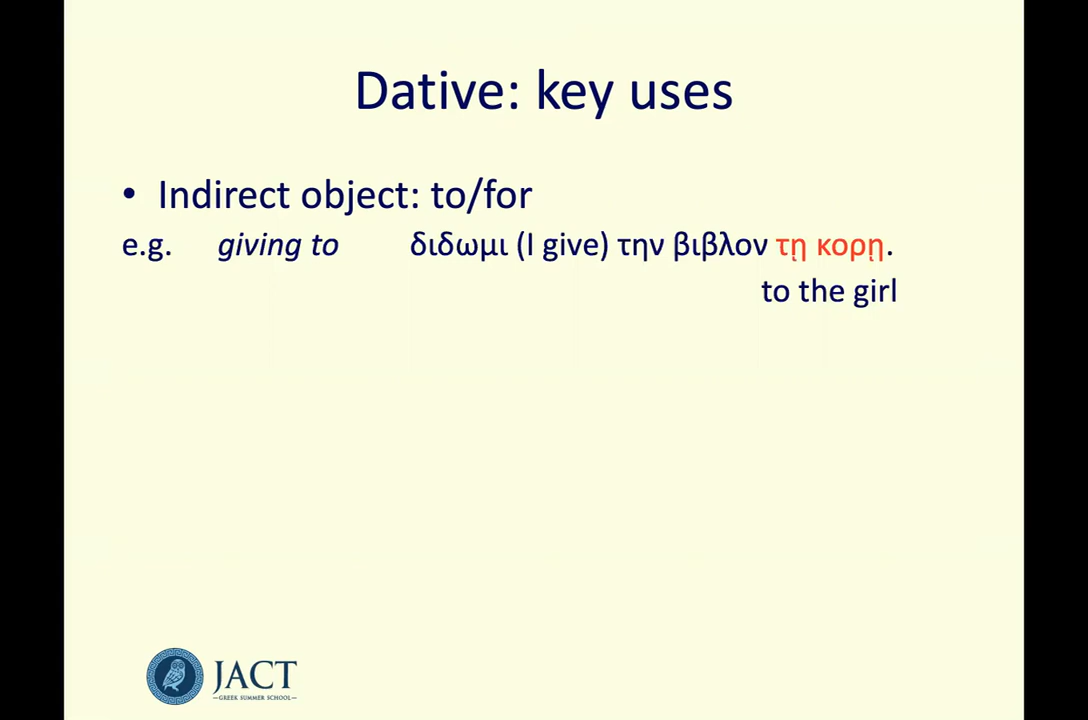 Dative: key uses
• Indirect object: to/for
e.g. giving to διδωμι (I give) την βιβλον τῃ κορῃ.
to the girl
JACT
—GREEK SUMMER SCHOOL—